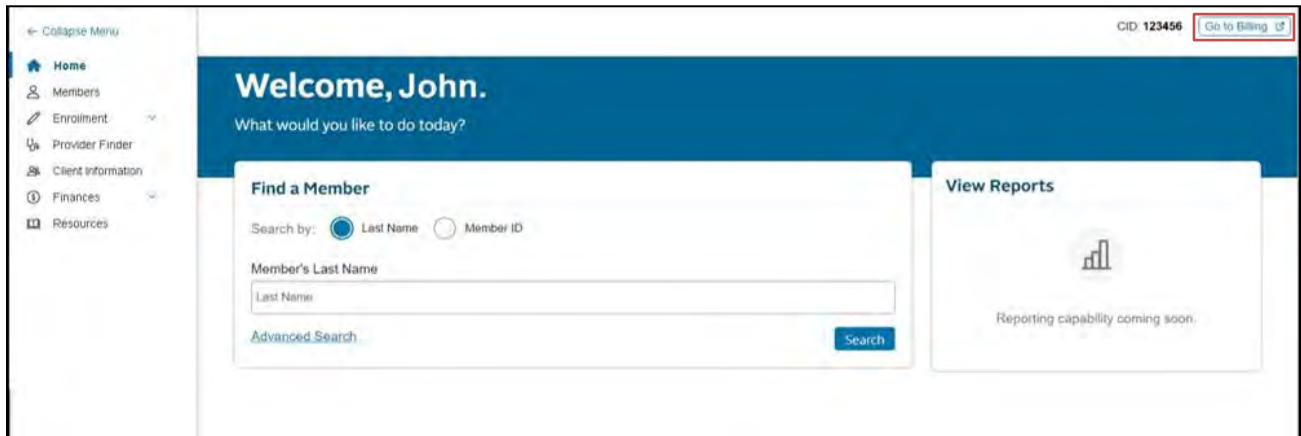 ← Collapse Menu
Home
Members
Enrollment
Provider Finder
Client Information
Finances
Resources
CID: 123456 Go to Billing
Welcome, John.
What would you like to do today?
Find a Member
Search by: Last Name Member ID
Member's Last Name
Last Name
Advanced Search Search
View Reports
Reporting capability coming soon.